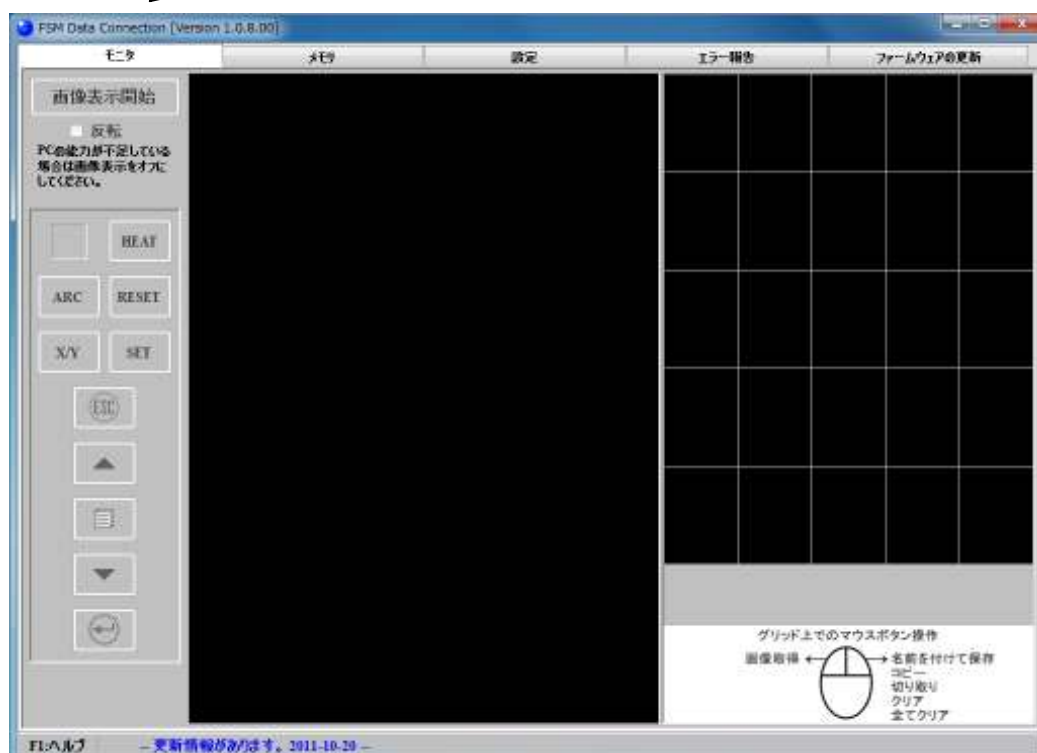 FSM Data Connection [Version 1.0.8.00]
モニタ
メモリ
設定
エラー報告
ファームウェアの更新
画像表示開始
反転
PCの能力が不足している
場合は画像表示をオフに
してください。
HEAT
ARC
RESET
X/Y
SET
ESC
グリッド上でのマウスボタン操作
画像取得
名前を付けて保存
コピー
切り取り
クリア
全てクリア
F1:ヘルプ
-- 更新情報があります。 2011-10-20 --